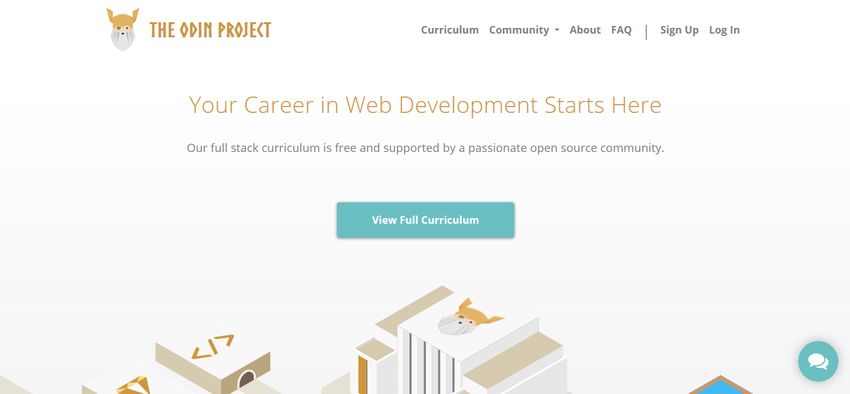 THE ODIN PROJECT
Curriculum Community About FAQ | Sign Up Log In
Your Career in Web Development Starts Here
Our full stack curriculum is free and supported by a passionate open source community.
View Full Curriculum
</>